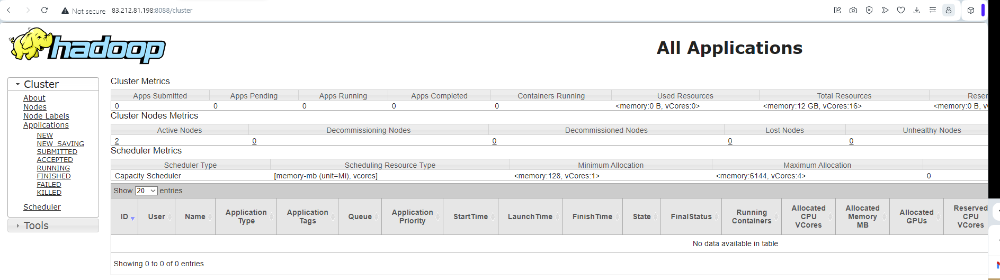 Not secure 83.212.81.198:8088/cluster
hadoop
All Applications
Cluster
About
Nodes
Node Labels
Applications
NEW
NEW_SAVING
SUBMITTED
ACCEPTED
RUNNING
FINISHED
FAILED
KILLED
Scheduler
Tools
Cluster Metrics
Apps Submitted Apps Pending Apps Running Apps Completed Containers Running Used Resources Total Resources Reser
0 0 0 0 0 <memory:0 B, vCores:0> <memory:12 GB, vCores:16> <memory:0 B, v
Cluster Nodes Metrics
Active Nodes Decommissioning Nodes Decommissioned Nodes Lost Nodes Unhealthy Nodes
2 0 0 0 0
Scheduler Metrics
Scheduler Type Scheduling Resource Type Minimum Allocation Maximum Allocation
Capacity Scheduler [memory-mb (unit=Mi), vcores] <memory:128, vCores:1> <memory:6144, vCores:4> 0
Show 20 entries
ID User Name Application Type Application Tags Queue Application Priority StartTime LaunchTime FinishTime State FinalStatus Running Containers Allocated CPU VCores Allocated Memory MB Allocated GPUs Reserved CPU VCores
No data available in table
Showing 0 to 0 of 0 entries